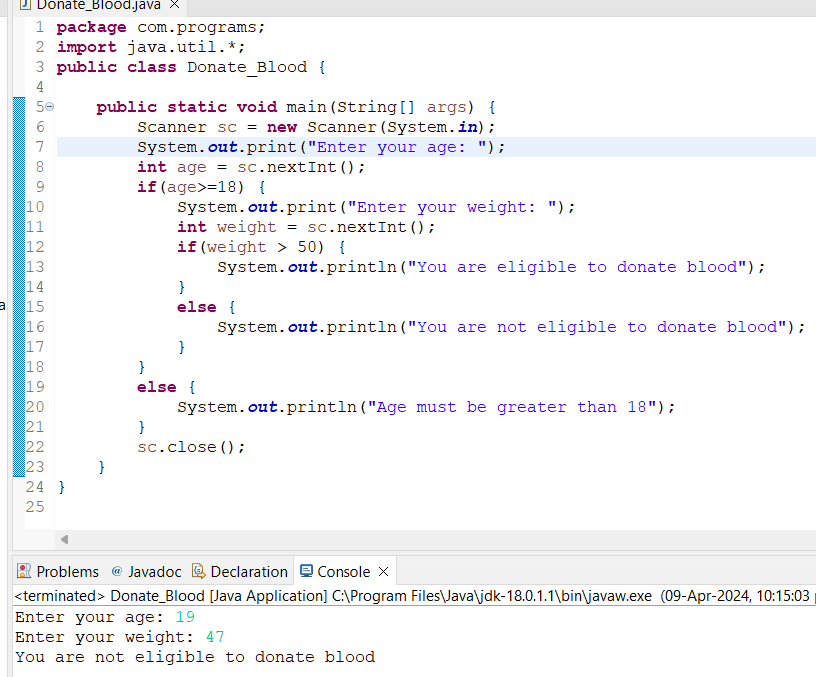 Donate_Blood.java ×
1 package com.programs;
2 import java.util.*;
3 public class Donate_Blood {
4
5 public static void main(String[] args) {
6 Scanner sc = new Scanner(System.in);
7 System.out.print("Enter your age: ");
8 int age = sc.nextInt();
9 if(age>=18) {
10 System.out.print("Enter your weight: ");
11 int weight = sc.nextInt();
12 if(weight > 50) {
13 System.out.println("You are eligible to donate blood");
14 }
a
15 else {
16 System.out.println("You are not eligible to donate blood");
17 }
18 }
19 else {
20 System.out.println("Age must be greater than 18");
21 }
22 sc.close();
23 }
24 }
25
Problems @ Javadoc Declaration Console ×
<terminated> Donate_Blood [Java Application] C:\Program Files\Java\jdk-18.0.1.1\bin\javaw.exe (09-Apr-2024, 10:15:03
Enter your age: 19
Enter your weight: 47
You are not eligible to donate blood